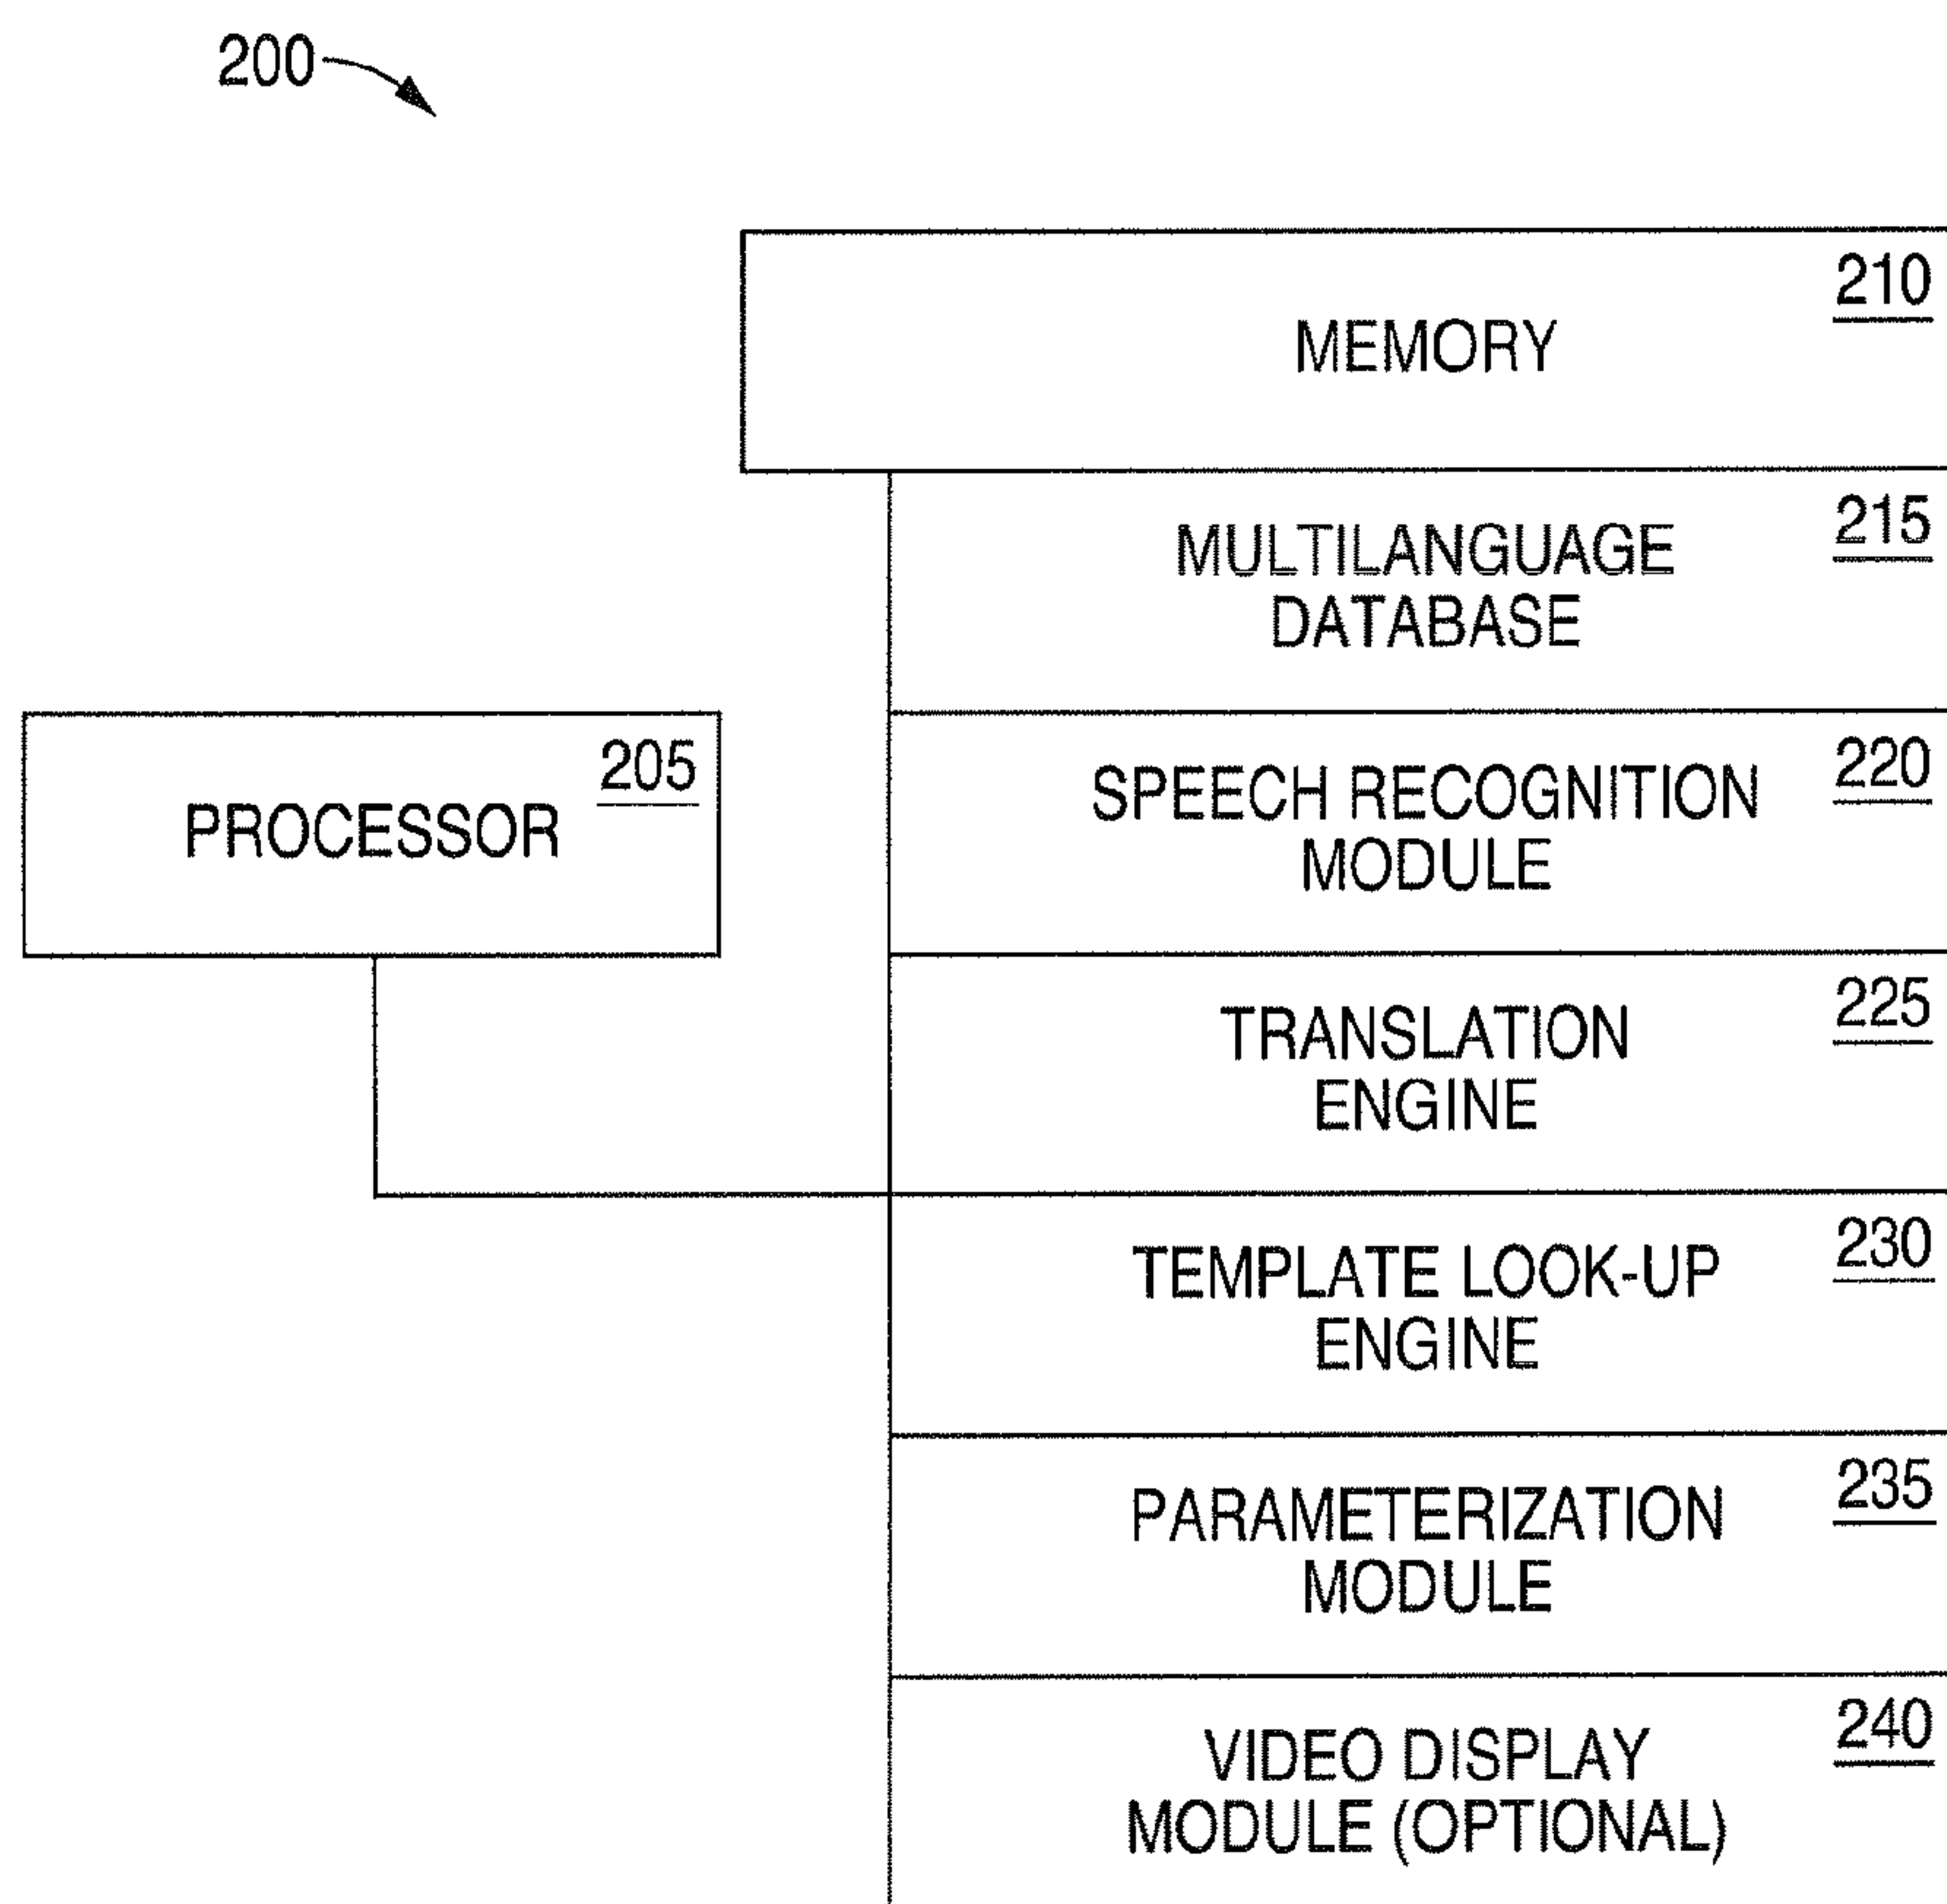 200
210
MEMORY
215
MULTILANGUAGE
DATABASE
205
PROCESSOR
220
SPEECH RECOGNITION
MODULE
225
TRANSLATION
ENGINE
230
TEMPLATE LOOK-UP
ENGINE
235
PARAMETERIZATION
MODULE
240
VIDEO DISPLAY
MODULE (OPTIONAL)